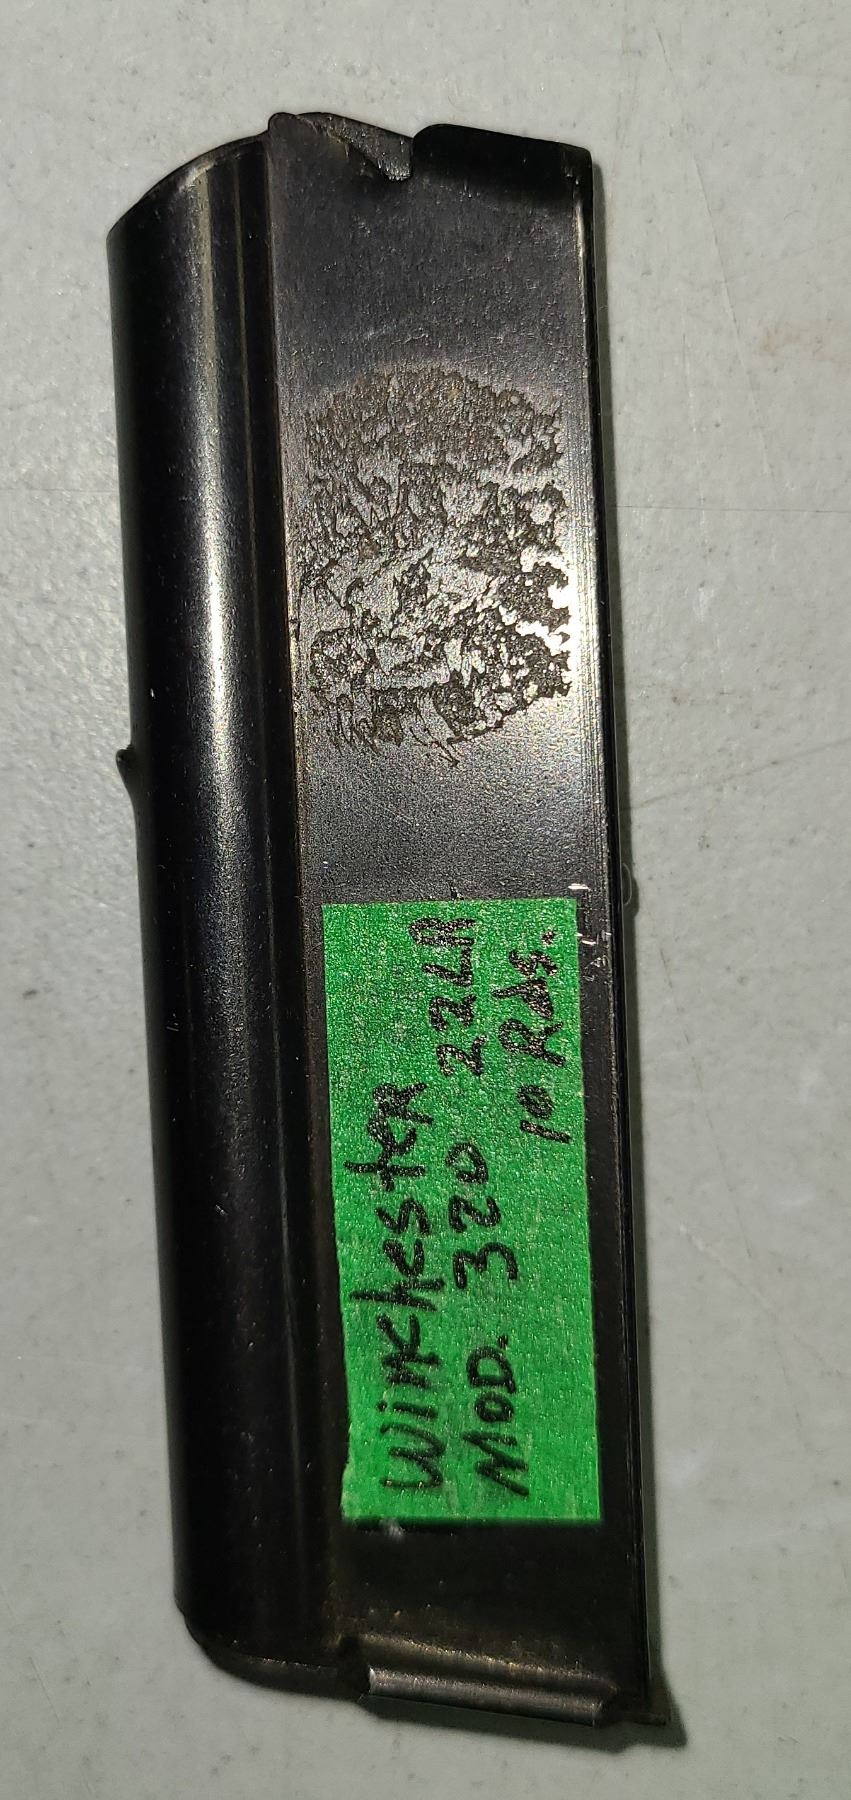 Winchester 22LR
MOD. 320
10 Rds.